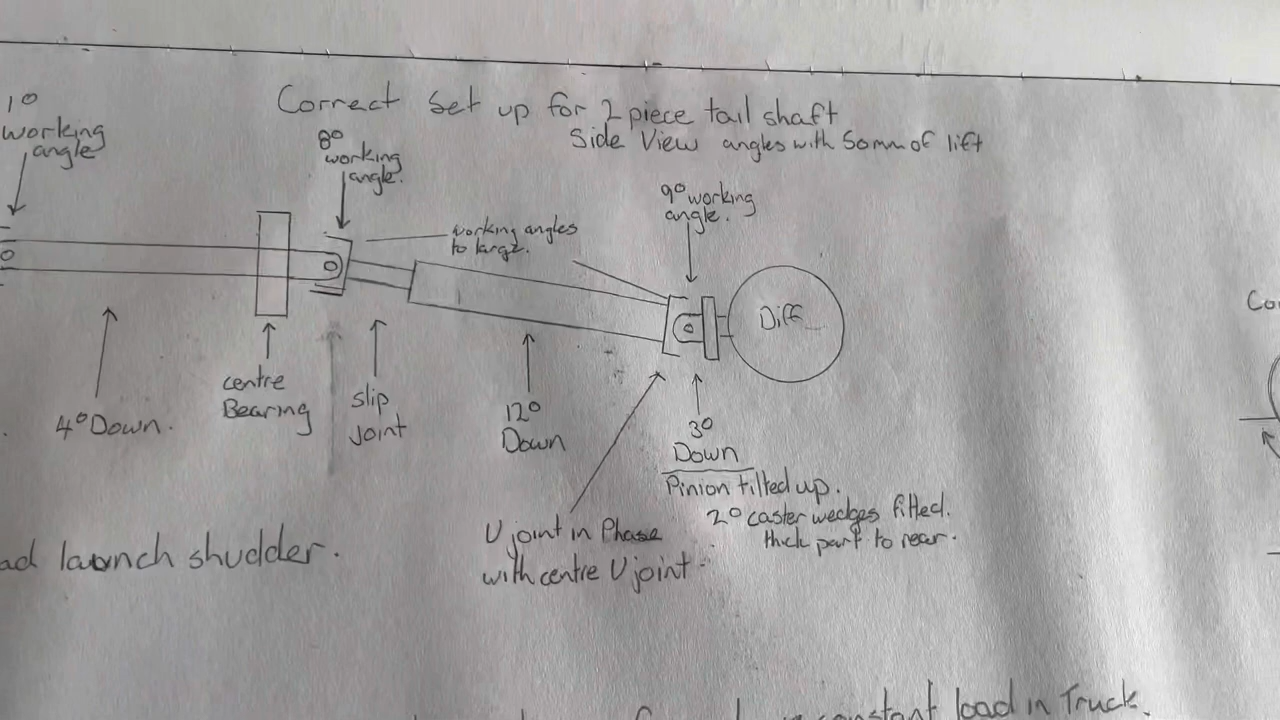 Correct set up for 2 piece tail shaft
Side View angles with 50mm of lift
1°
working
angle
8°
working
angle.
working angles
to large.
9° working
angle.
Diff
4° Down.
centre
Bearing
slip
joint
12°
Down
3°
Down
Pinion tilted up.
2° caster wedges fitted.
thick part to rear.
U joint in Phase
with centre U joint
ad launch shudder.
Co
constant load in Truck.